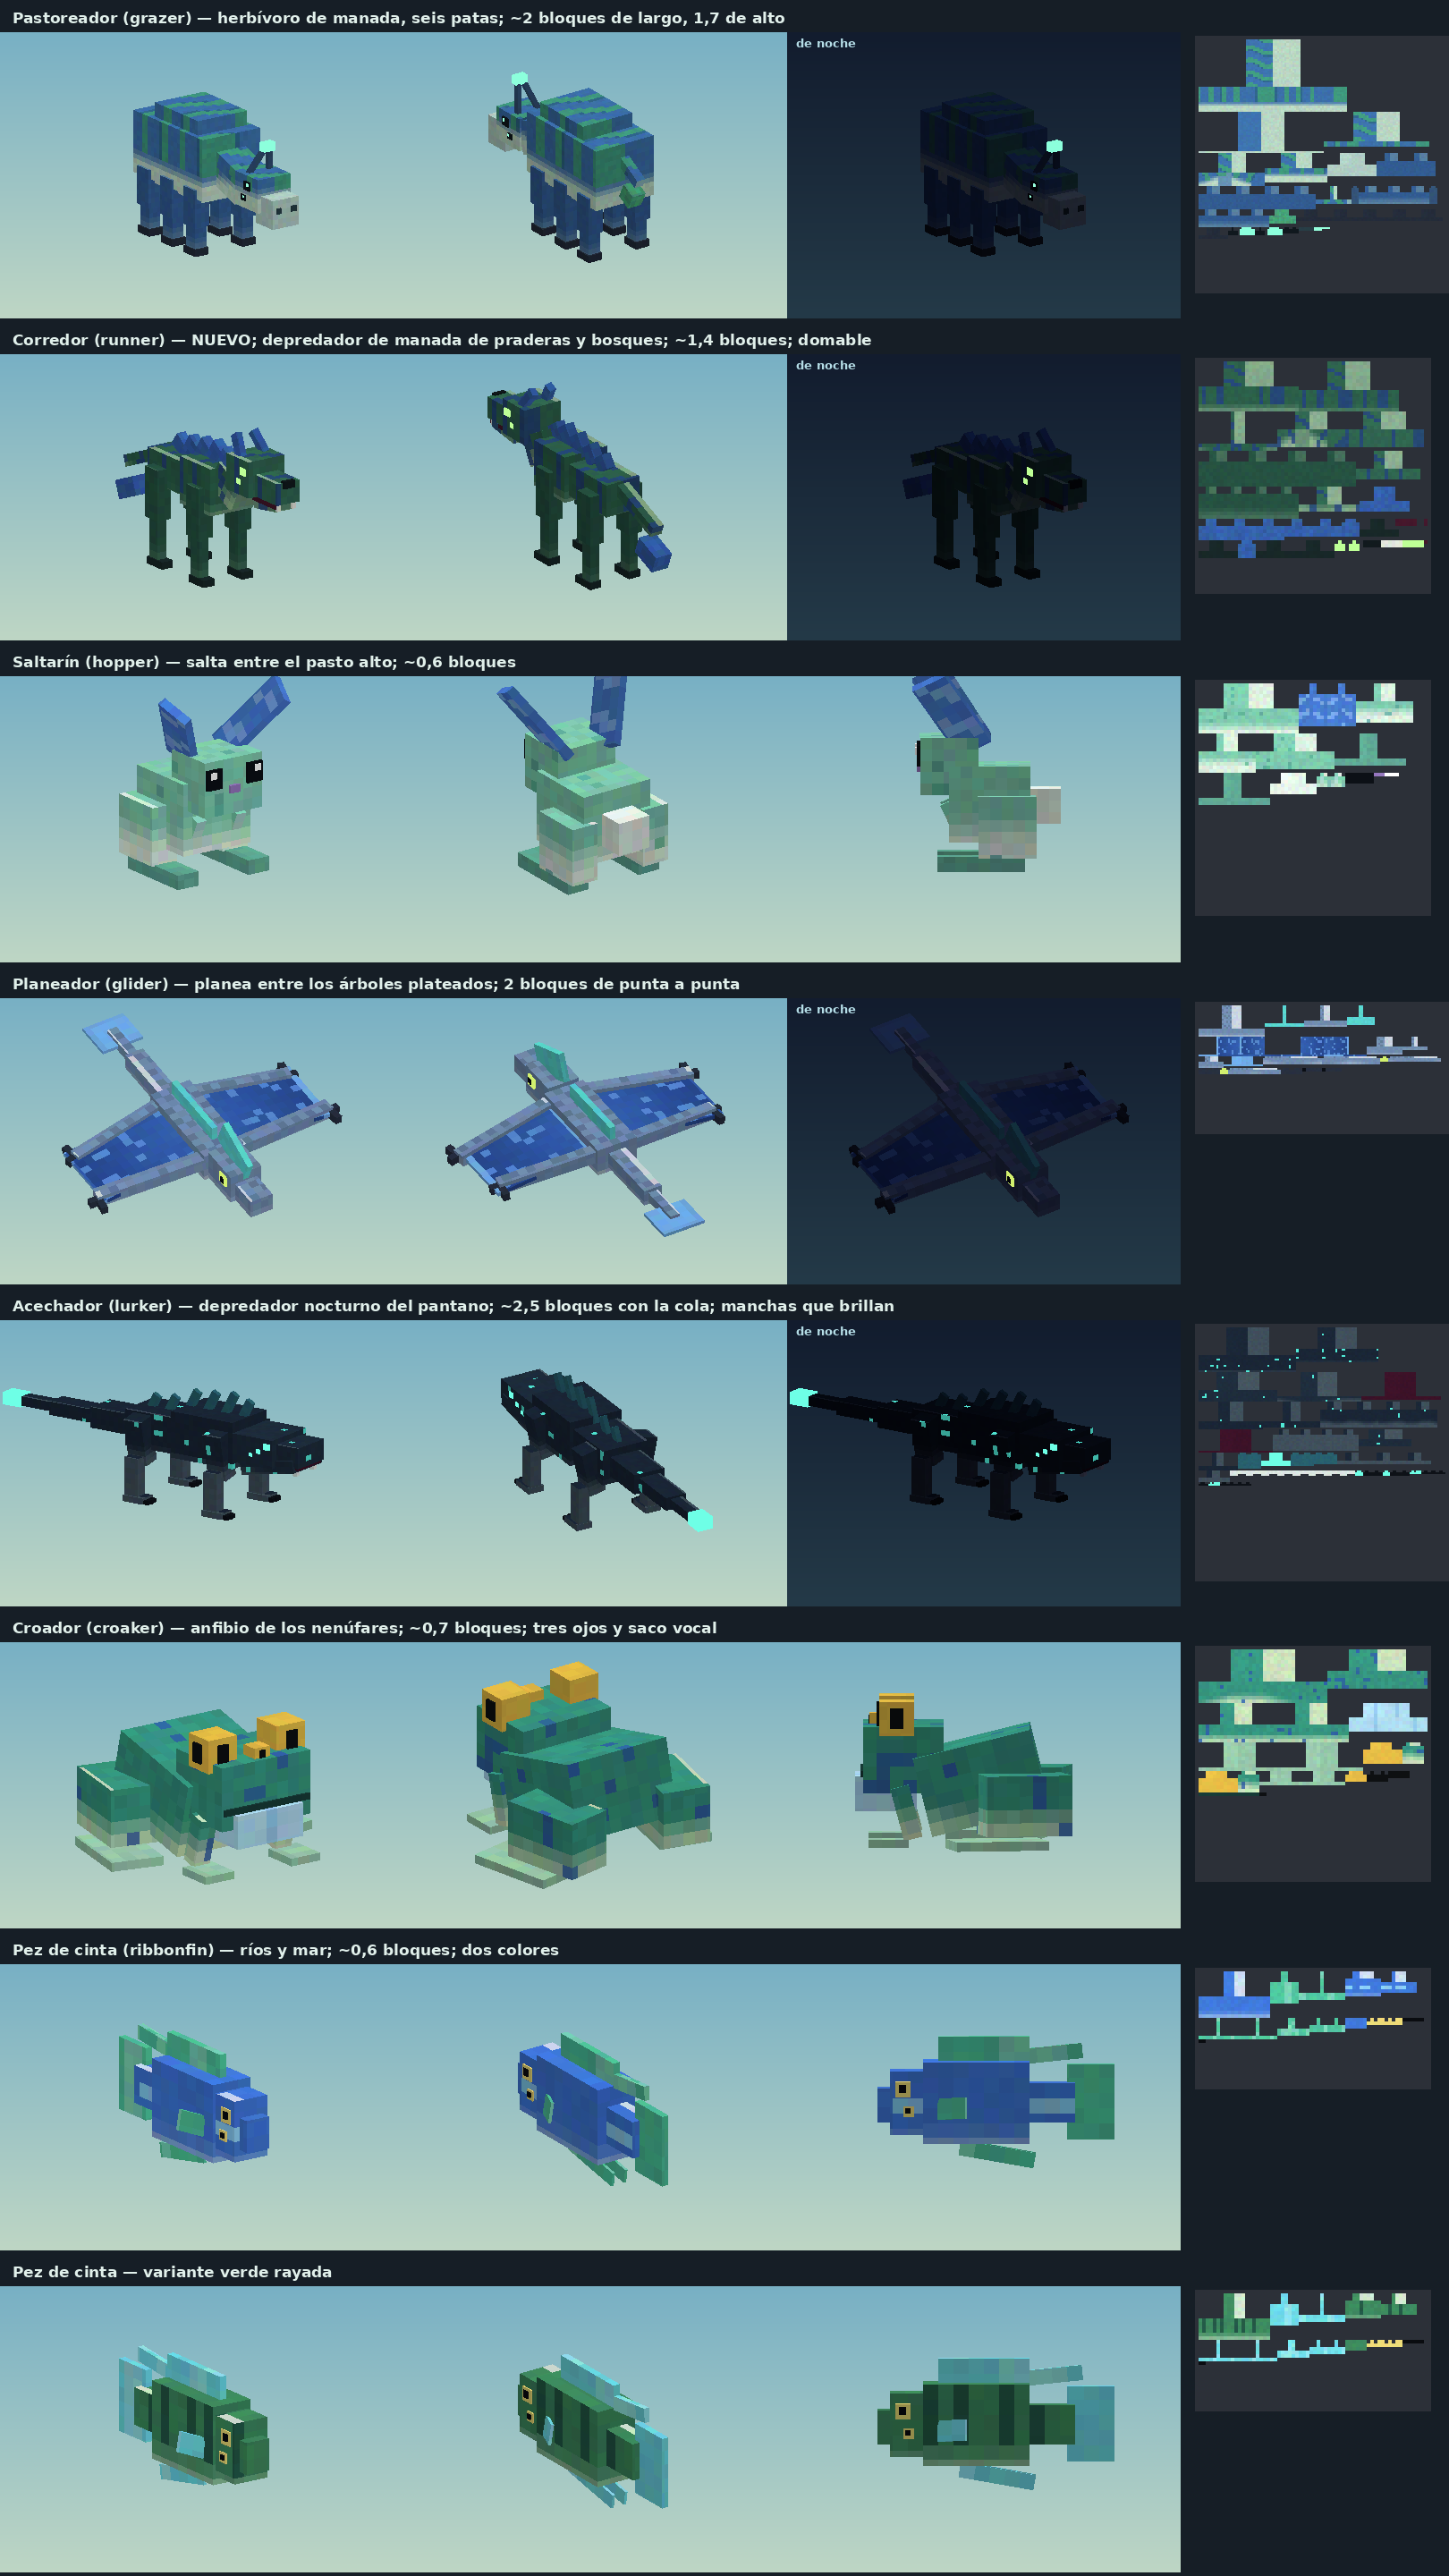 Pastoreador (grazer) — herbívoro de manada, seis patas; ~2 bloques de largo, 1,7 de alto
de noche
Corredor (runner) — NUEVO; depredador de manada de praderas y bosques; ~1,4 bloques; domable
de noche
Saltarín (hopper) — salta entre el pasto alto; ~0,6 bloques
Planeador (glider) — planea entre los árboles plateados; 2 bloques de punta a punta
de noche
Acechador (lurker) — depredador nocturno del pantano; ~2,5 bloques con la cola; manchas que brillan
de noche
Croador (croaker) — anfibio de los nenúfares; ~0,7 bloques; tres ojos y saco vocal
Pez de cinta (ribbonfin) — ríos y mar; ~0,6 bloques; dos colores
Pez de cinta — variante verde rayada